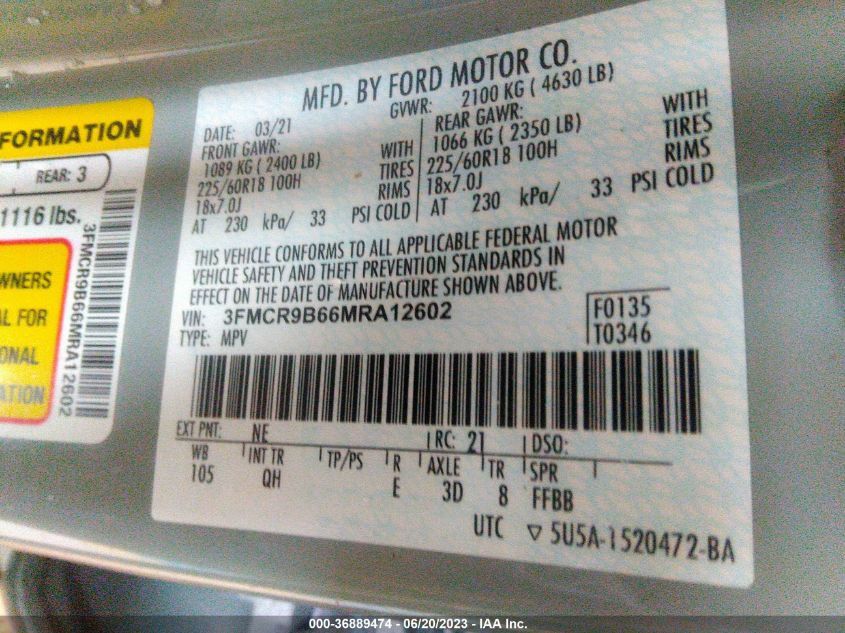 FORMATION
REAR: 3
1116 lbs.
WNERS
AL FOR
ONAL
ATION
3FMCR9B66MRA12602
MFD. BY FORD MOTOR CO.
DATE: 03/21 GVWR: 2100 KG ( 4630 LB)
FRONT GAWR: REAR GAWR:
1089 KG ( 2400 LB) WITH 1066 KG ( 2350 LB) WITH
225/60R18 100H TIRES 225/60R18 100H TIRES
18x7.0J RIMS 18x7.0J RIMS
AT 230 kPa/ 33 PSI COLD AT 230 kPa/ 33 PSI COLD
THIS VEHICLE CONFORMS TO ALL APPLICABLE FEDERAL MOTOR
VEHICLE SAFETY AND THEFT PREVENTION STANDARDS IN
EFFECT ON THE DATE OF MANUFACTURE SHOWN ABOVE.
VIN: 3FMCR9B66MRA12602 F0135
TYPE: MPV T0346
EXT PNT: NE RC: 21 DSO:
WB INT TR TP/PS R AXLE TR SPR
105 QH E 3D 8 FFBB
UTC ▽ 5U5A-1520472-BA
000-36889474 - 06/20/2023 - IAA Inc.